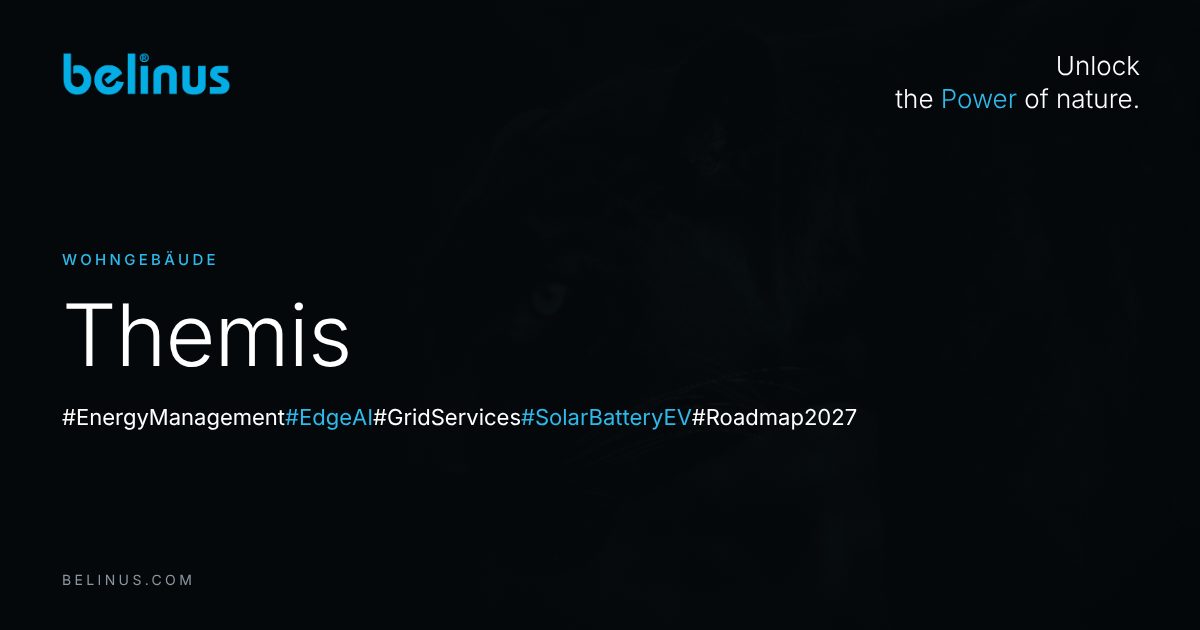 belinus®
Unlock
the Power of nature.
WOHNGEBÄUDE
Themis
#EnergyManagement#EdgeAI#GridServices#SolarBatteryEV#Roadmap2027
BELINUS.COM